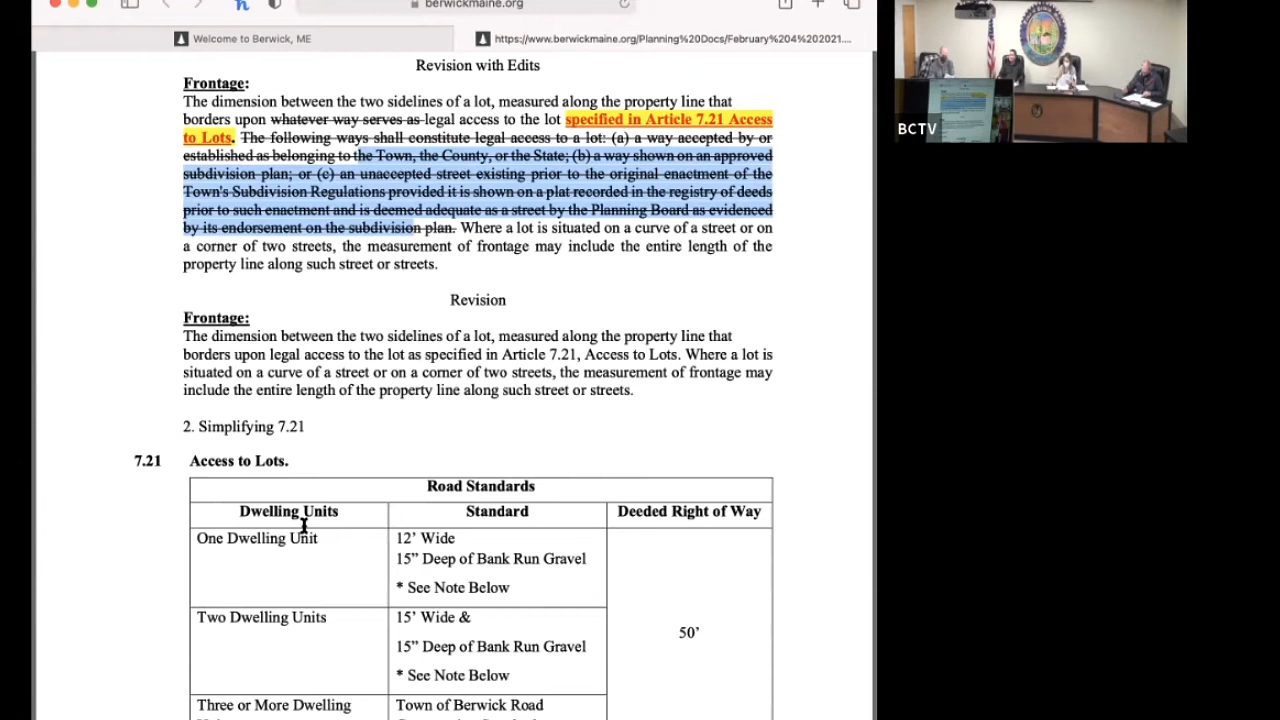 berwickmaine.org
Welcome to Berwick, ME
https://www.berwickmaine.org/Planning%20Docs/February%204%202021....
Revision with Edits
Frontage:
The dimension between the two sidelines of a lot, measured along the property line that
borders upon whatever way serves as legal access to the lot specified in Article 7.21 Access
to Lots. The following ways shall constitute legal access to a lot: (a) a way accepted by or
established as belonging to the Town, the County, or the State; (b) a way shown on an approved
subdivision plan; or (c) an unaccepted street existing prior to the original enactment of the
Town's Subdivision Regulations provided it is shown on a plat recorded in the registry of deeds
prior to such enactment and is deemed adequate as a street by the Planning Board as evidenced
by its endorsement on the subdivision plan. Where a lot is situated on a curve of a street or on
a corner of two streets, the measurement of frontage may include the entire length of the
property line along such street or streets.
Revision
Frontage:
The dimension between the two sidelines of a lot, measured along the property line that
borders upon legal access to the lot as specified in Article 7.21, Access to Lots. Where a lot is
situated on a curve of a street or on a corner of two streets, the measurement of frontage may
include the entire length of the property line along such street or streets.
2. Simplifying 7.21
7.21 Access to Lots.
Road Standards
Dwelling Units Standard Deeded Right of Way
One Dwelling Unit 12’ Wide
15” Deep of Bank Run Gravel
* See Note Below
Two Dwelling Units 15’ Wide &
50’
15” Deep of Bank Run Gravel
* See Note Below
Three or More Dwelling Town of Berwick Road
BCTV